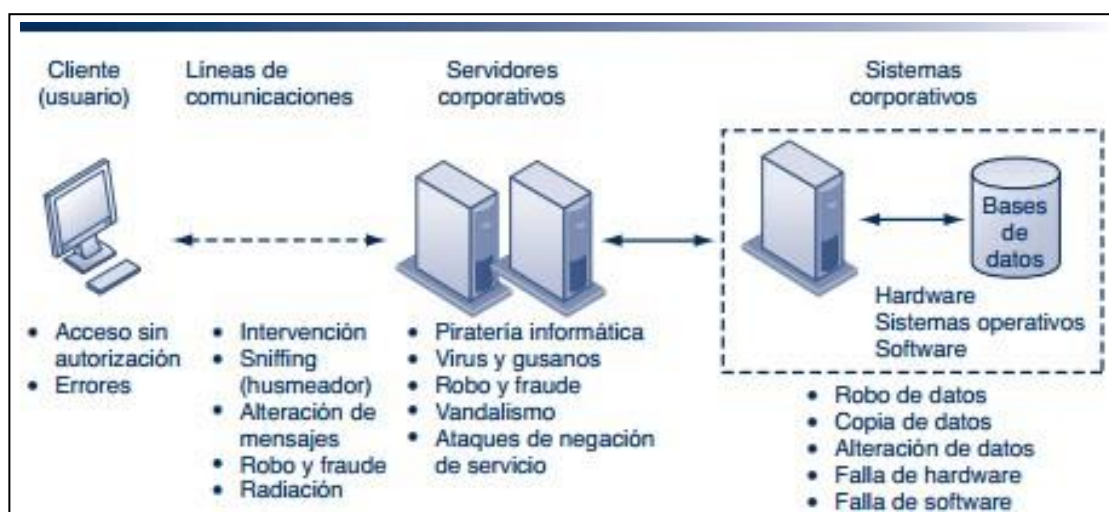 Cliente
(usuario)
Líneas de
comunicaciones
Servidores
corporativos
Sistemas
corporativos
Bases
de
datos
Hardware
Sistemas operativos
Software
• Acceso sin
autorización
• Errores
• Intervención
• Sniffing
(husmeador)
• Alteración de
mensajes
• Robo y fraude
• Radiación
• Piratería informática
• Virus y gusanos
• Robo y fraude
• Vandalismo
• Ataques de negación
de servicio
• Robo de datos
• Copia de datos
• Alteración de datos
• Falla de hardware
• Falla de software